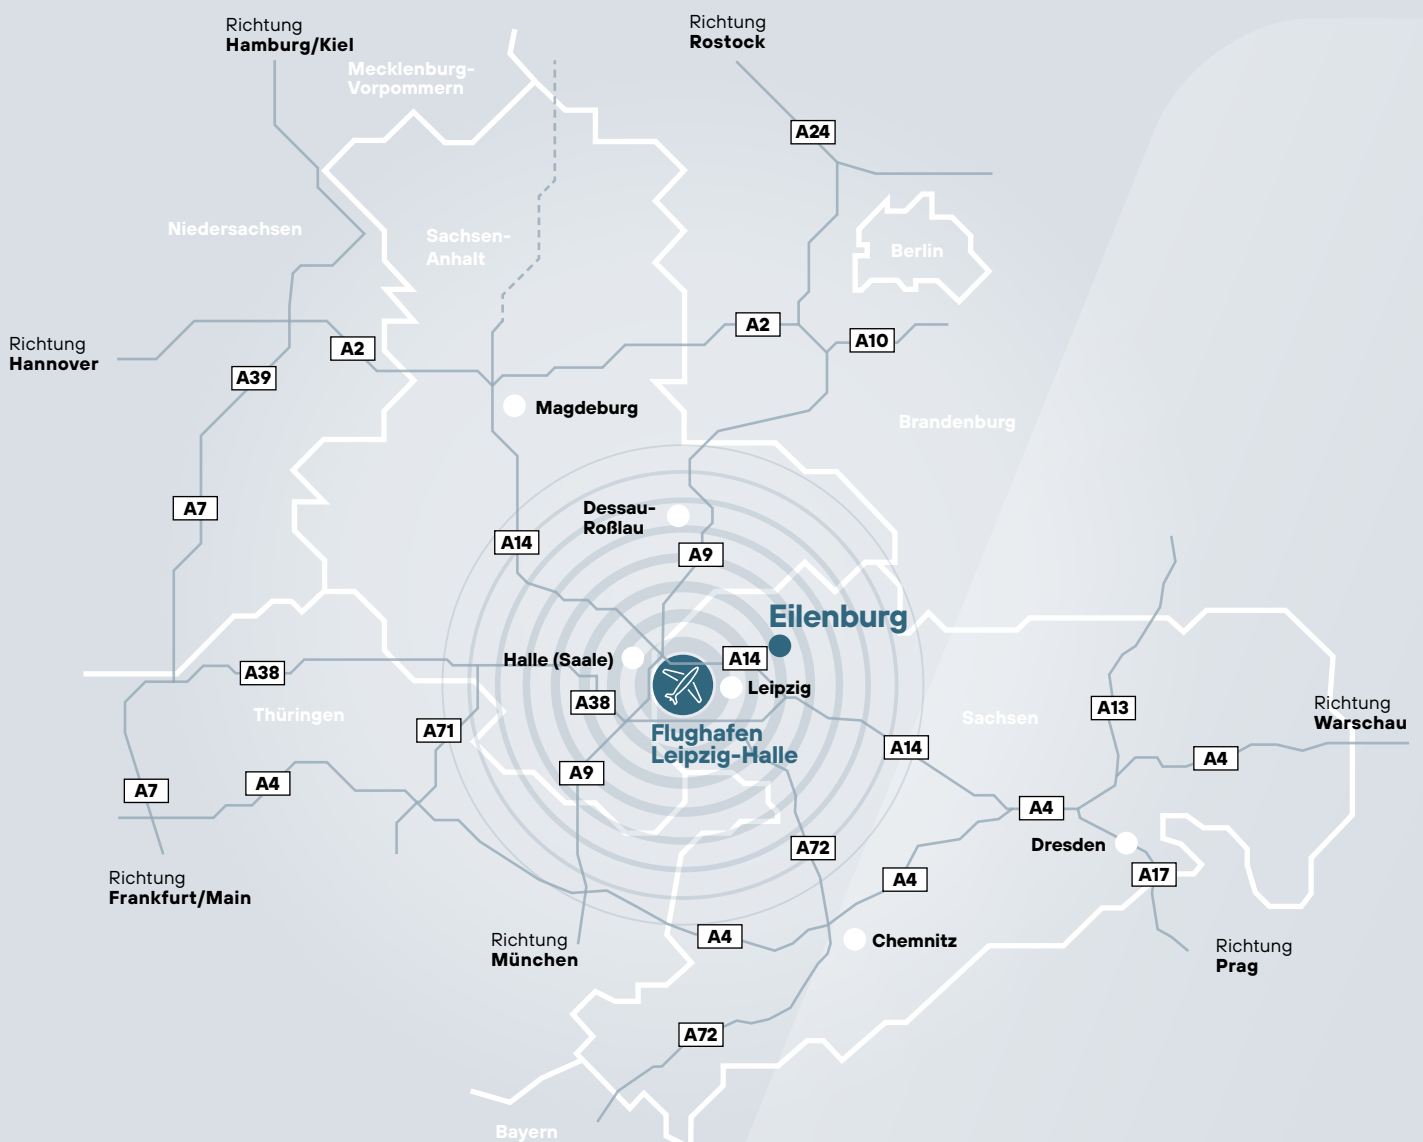 Richtung
Hamburg/Kiel
Richtung
Rostock
Mecklenburg-
Vorpommern
A24
Niedersachsen
Sachsen-
Anhalt
Berlin
A2
A10
Richtung
Hannover
A2
A39
Magdeburg
Brandenburg
A7
Dessau-
Roßlau
A14
A9
Eilenburg
Halle (Saale)
A14
A38
Leipzig
A38
Thüringen
A71
Flughafen
Leipzig-Halle
Sachsen
A13
Richtung
Warschau
A14
A4
A9
A7
A4
A4
A72
Dresden
A17
A4
Richtung
Frankfurt/Main
A4
Chemnitz
Richtung
München
Richtung
Prag
A72
Bayern